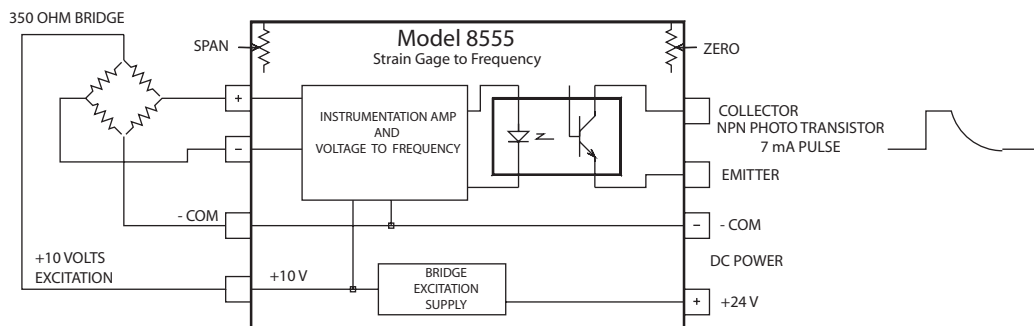 350 OHM BRIDGE
SPAN
Model 8555
Strain Gage to Frequency
ZERO
+
−
INSTRUMENTATION AMP
AND
VOLTAGE TO FREQUENCY
COLLECTOR
NPN PHOTO TRANSISTOR
7 mA PULSE
EMITTER
- COM
−
- COM
+10 VOLTS
EXCITATION
+10 V
BRIDGE
EXCITATION
SUPPLY
DC POWER
+
+24 V